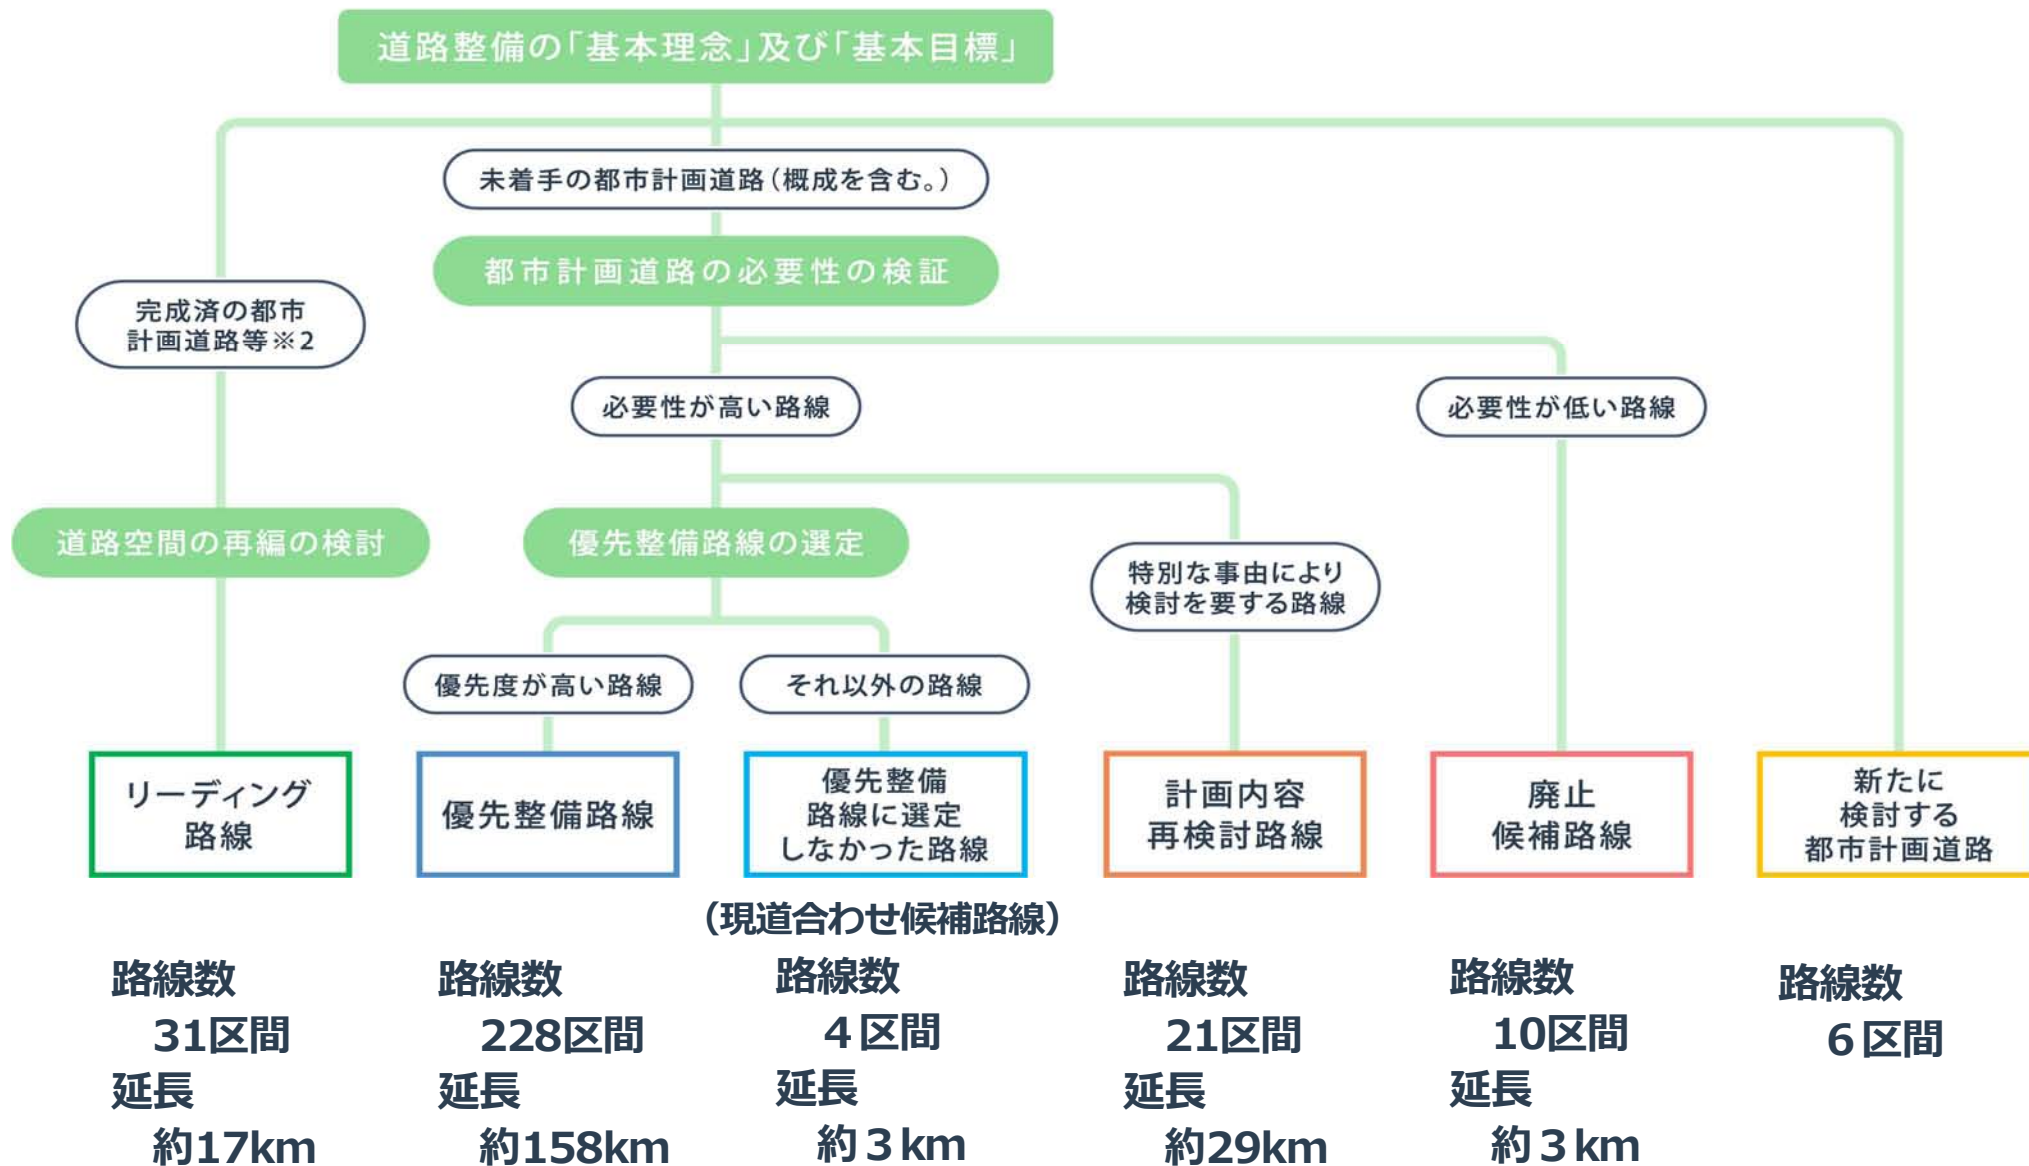 道路整備の「基本理念」及び「基本目標」
未着手の都市計画道路(概成を含む。)
都市計画道路の必要性の検証
完成済の都市
計画道路等※2
必要性が高い路線
必要性が低い路線
道路空間の再編の検討
優先整備路線の選定
特別な事由により
検討を要する路線
優先度が高い路線
それ以外の路線
リーディング
路線
優先整備路線
優先整備
路線に選定
しなかった路線
計画内容
再検討路線
廃止
候補路線
新たに
検討する
都市計画道路
(現道合わせ候補路線)
路線数
31区間
延長
約17km
路線数
228区間
延長
約158km
路線数
4区間
延長
約3km
路線数
21区間
延長
約29km
路線数
10区間
延長
約3km
路線数
6区間